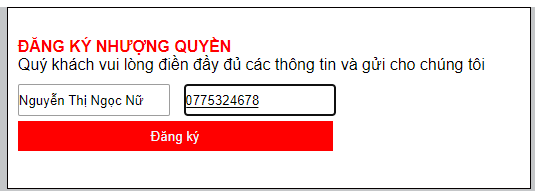 ĐĂNG KÝ NHƯỢNG QUYỀN
Quý khách vui lòng điền đầy đủ các thông tin và gửi cho chúng tôi
Nguyễn Thị Ngọc Nữ 0775324678
Đăng ký